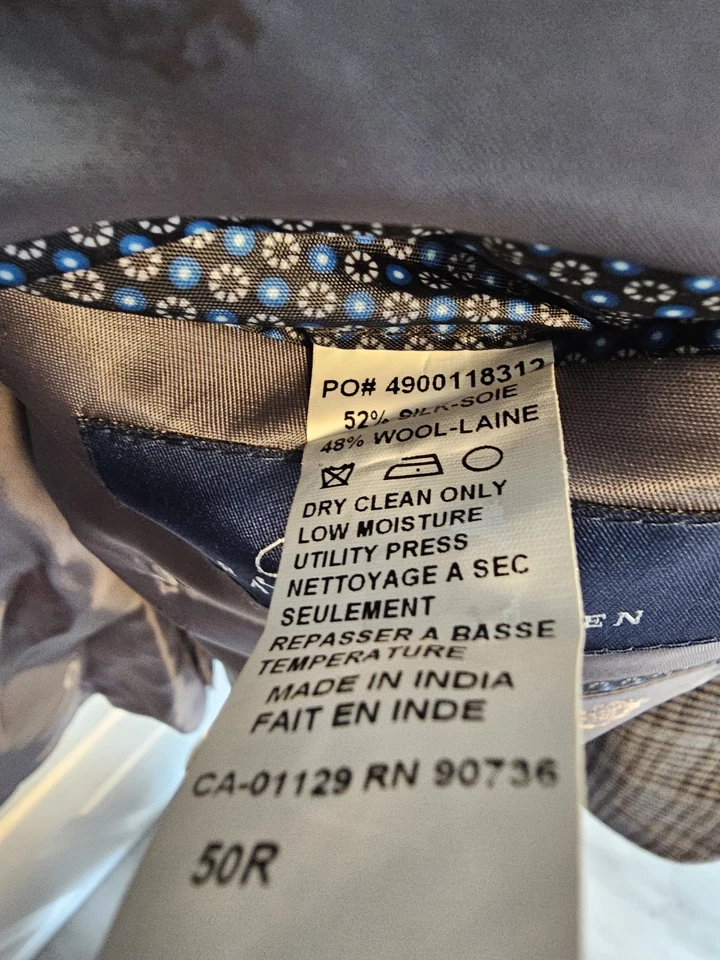 PO# 4900118312
52% SILK-SOIE
48% WOOL-LAINE
DRY CLEAN ONLY
LOW MOISTURE
UTILITY PRESS
NETTOYAGE A SEC
SEULEMENT
REPASSER A BASSE
TEMPERATURE
MADE IN INDIA
FAIT EN INDE
CA-01129 RN 90736
50R
EN